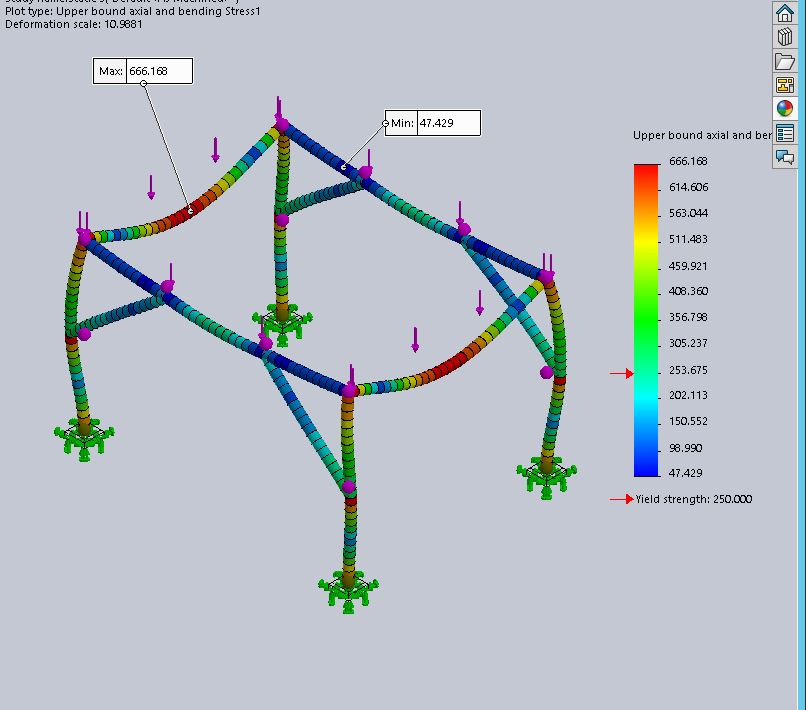 Plot type: Upper bound axial and bending Stress1
Deformation scale: 10.9881
Max: 666.168
Min: 47.429
Upper bound axial and ber
666.168
614.606
563.044
511.483
459.921
408.360
356.798
305.237
253.675
202.113
150.552
98.990
47.429
Yield strength: 250.000